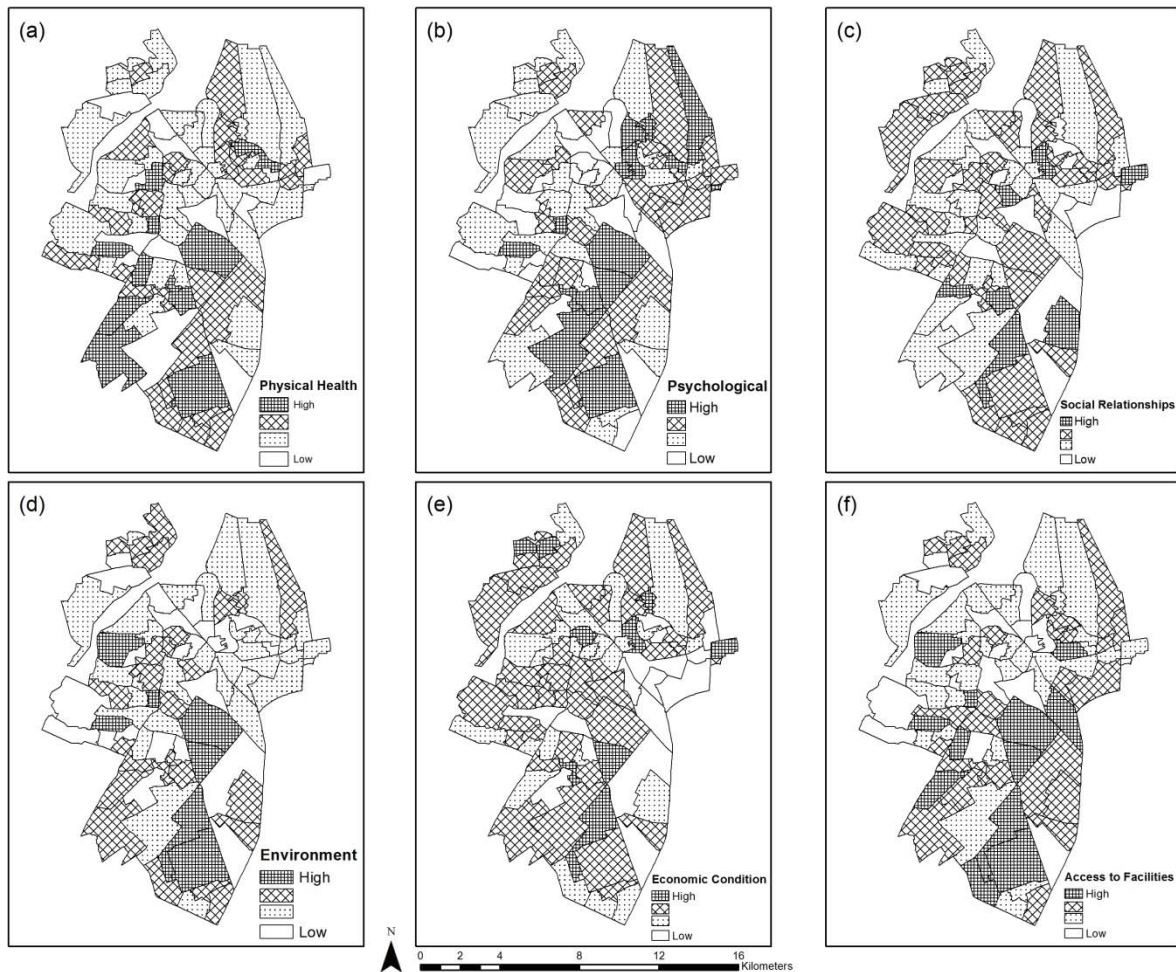 (a)
Physical Health
High
Low
(b)
Psychological
High
Low
(c)
Social Relationships
High
Low
(d)
Environment
High
Low
(e)
Economic Condition
High
Low
(f)
Access to Facilities
High
Low
N
0 2 4 8 12 16
Kilometers